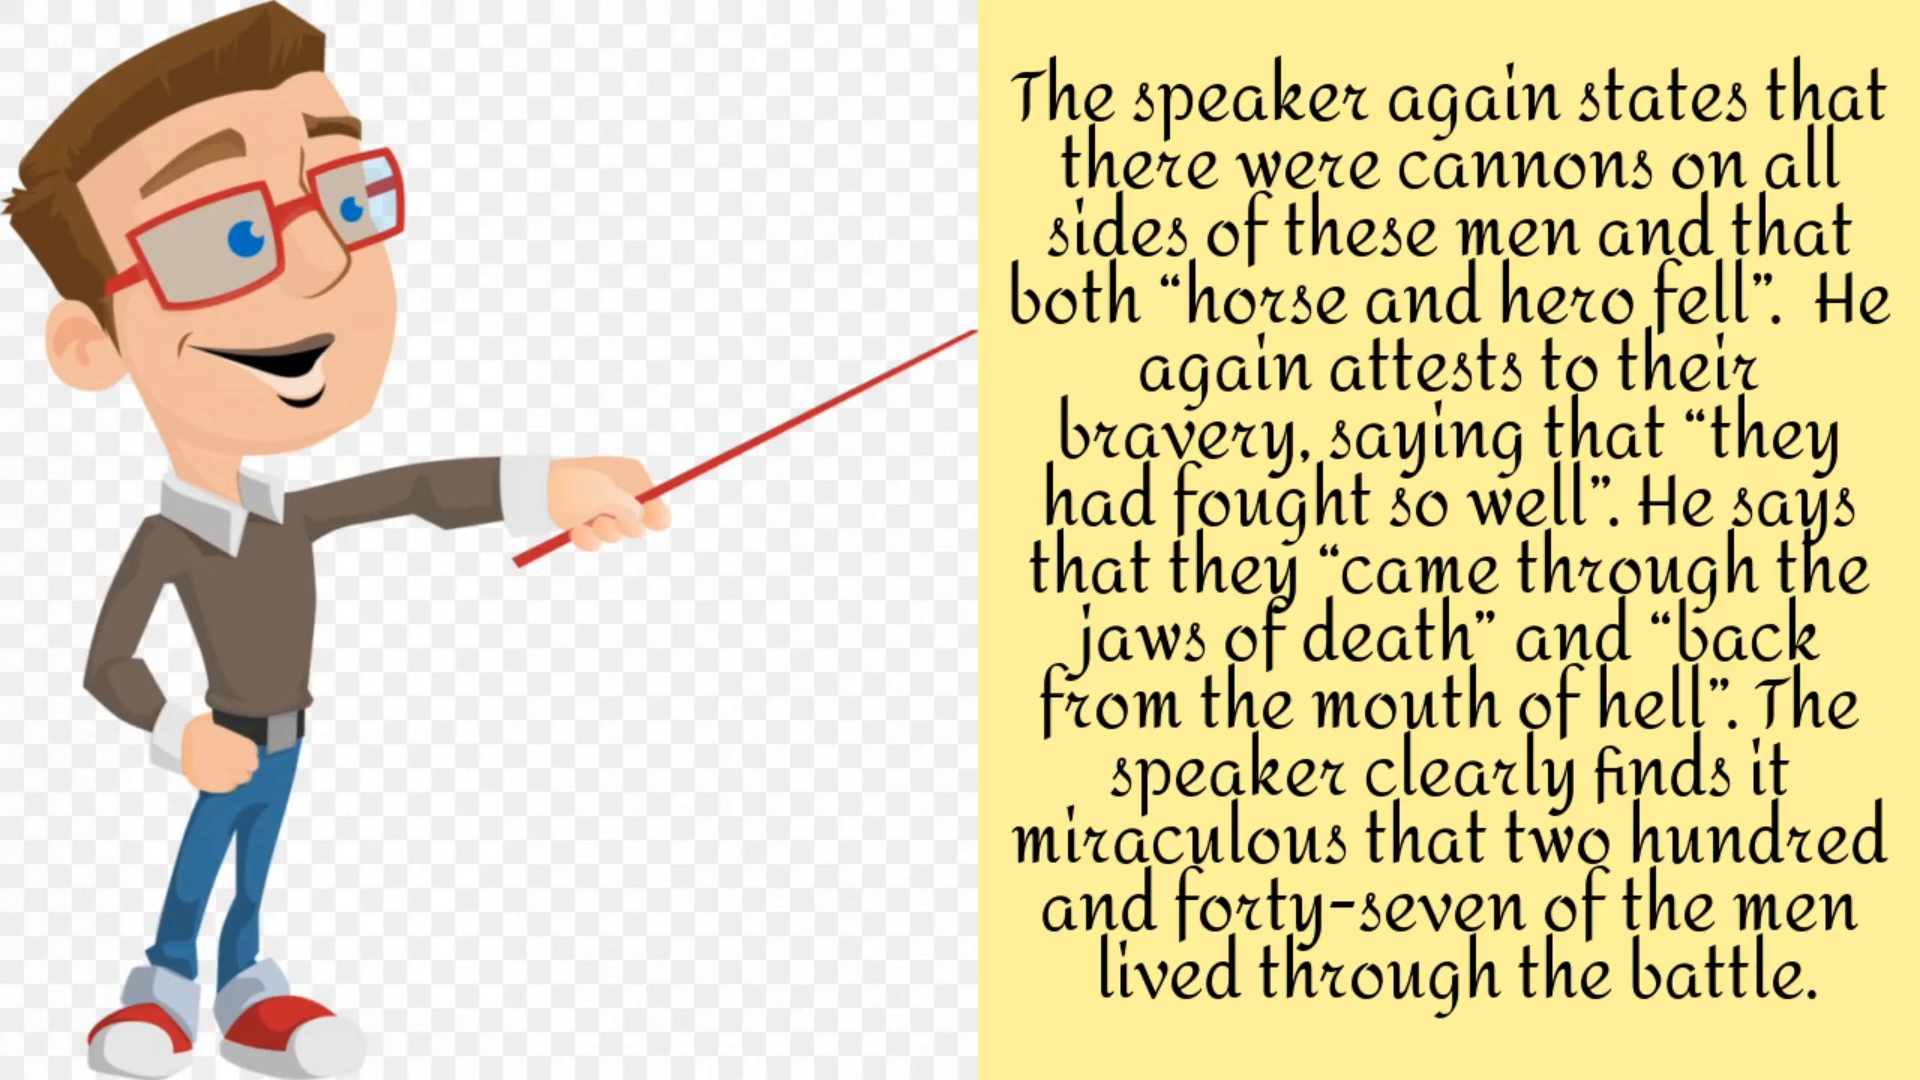 The speaker again states that
there were cannons on all
sides of these men and that
both “horse and hero fell”.  He
again attests to their
bravery, saying that “they
had fought so well”. He says
that they “came through the
jaws of death” and “back
from the mouth of hell”. The
speaker clearly finds it
miraculous that two hundred
and forty-seven of the men
lived through the battle.